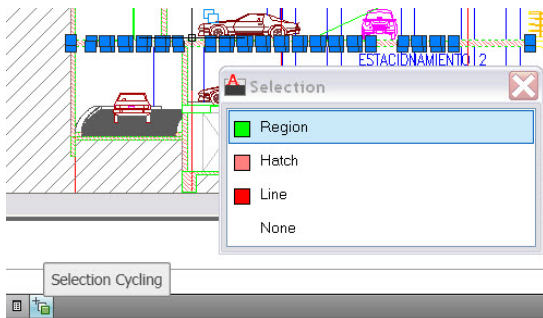 ESTACIONAMIENTO 2
Selection
Region
Hatch
Line
None
Selection Cycling